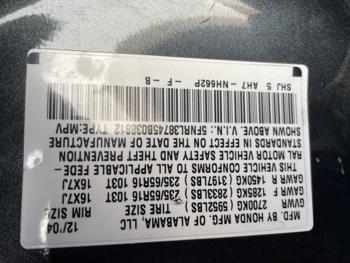 MFD. BY HONDA MFG. OF ALABAMA, LLC 12/04
GVWR 2700KG (5952LBS) TIRE SIZE RIM SIZE
GAWR F 1285KG (2833LBS) 235/65R16 103T 16X7J
GAWR R 1450KG (3197LBS) 235/65R16 103T 16X7J
THIS VEHICLE CONFORMS TO ALL APPLICABLE FEDE
RAL MOTOR VEHICLE SAFETY AND THEFT PREVENTION
STANDARDS IN EFFECT ON THE DATE OF MANUFACTURE
SHOWN ABOVE. V.I.N.: 5FNRL38745B038812 TYPE:MPV
SHJ 5 AH7- NH662P - F - B